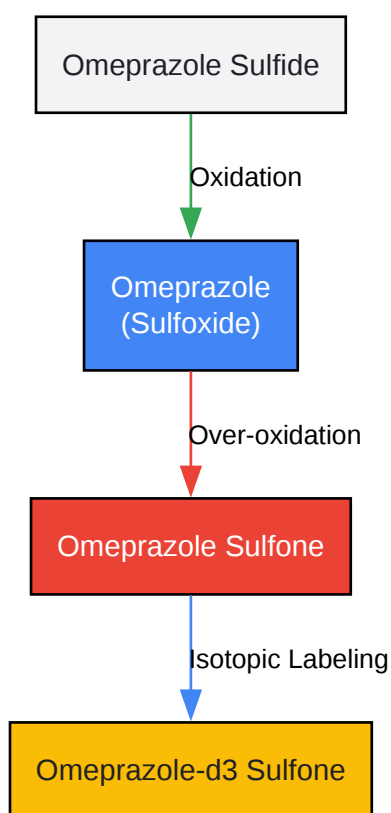 Omeprazole Sulfide
Oxidation
Omeprazole
(Sulfoxide)
Over-oxidation
Omeprazole Sulfone
Isotopic Labeling
Omeprazole-d3 Sulfone